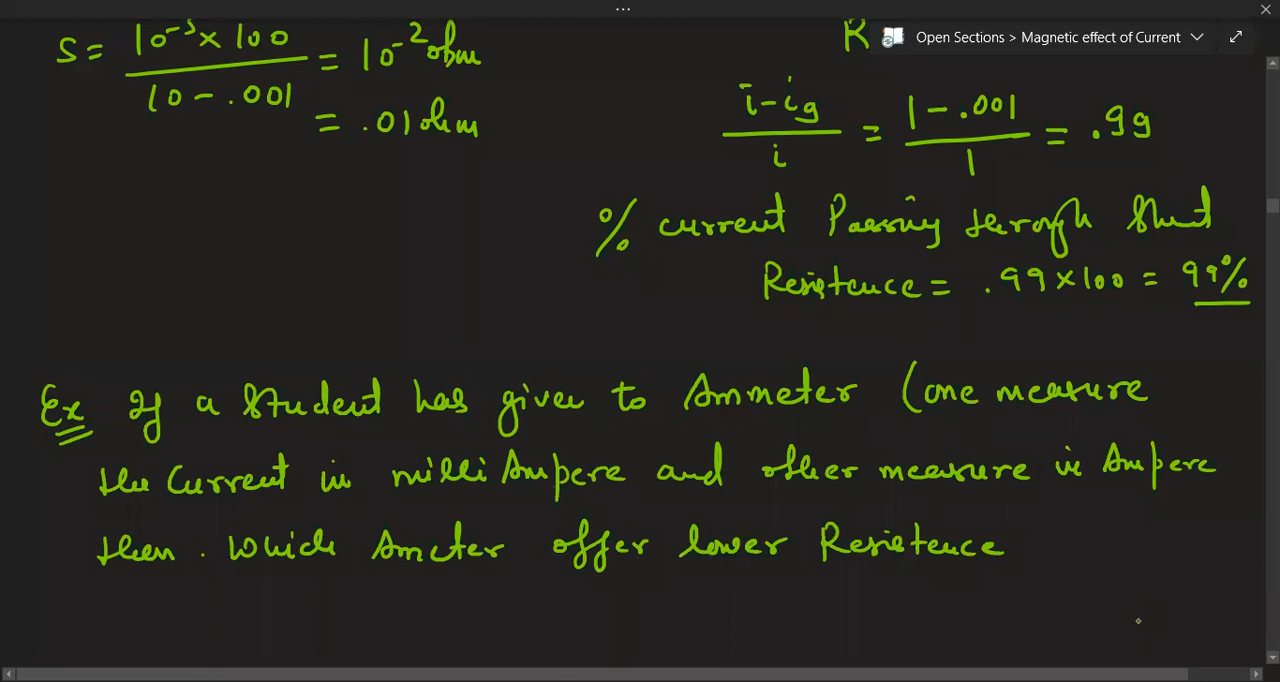 S = 10⁻³ × 100 / 10 - .001 = 10⁻² ohm
= .01 ohm
R
Open Sections > Magnetic effect of Current
i - ig / i = 1 - .001 / 1 = .99
% current Passing through Shunt
Resistence = .99 × 100 = 99%
Ex If a Student has given to Ammeter (one measure
the Current in milli Ampere and other measure in Ampere
then . Which Ameter offer lower Resistence